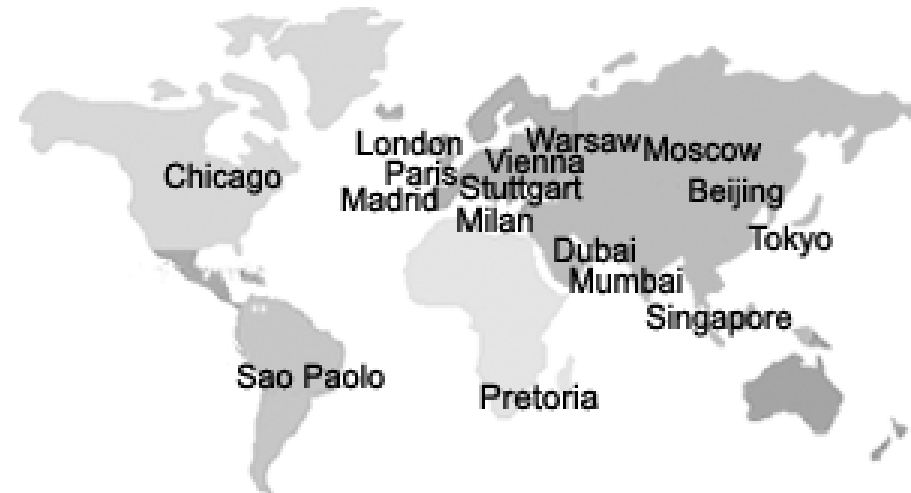 London
Warsaw
Moscow
Vienna
Chicago
Paris
Stuttgart
Beijing
Madrid
Milan
Tokyo
Dubai
Mumbai
Singapore
Sao Paolo
Pretoria